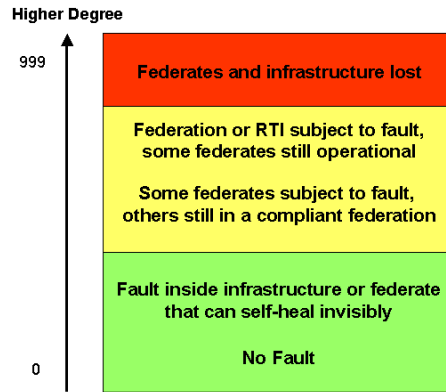 Higher Degree
999
Federates and infrastructure lost
Federation or RTI subject to fault,
some federates still operational
Some federates subject to fault,
others still in a compliant federation
Fault inside infrastructure or federate
that can self-heal invisibly
No Fault
0